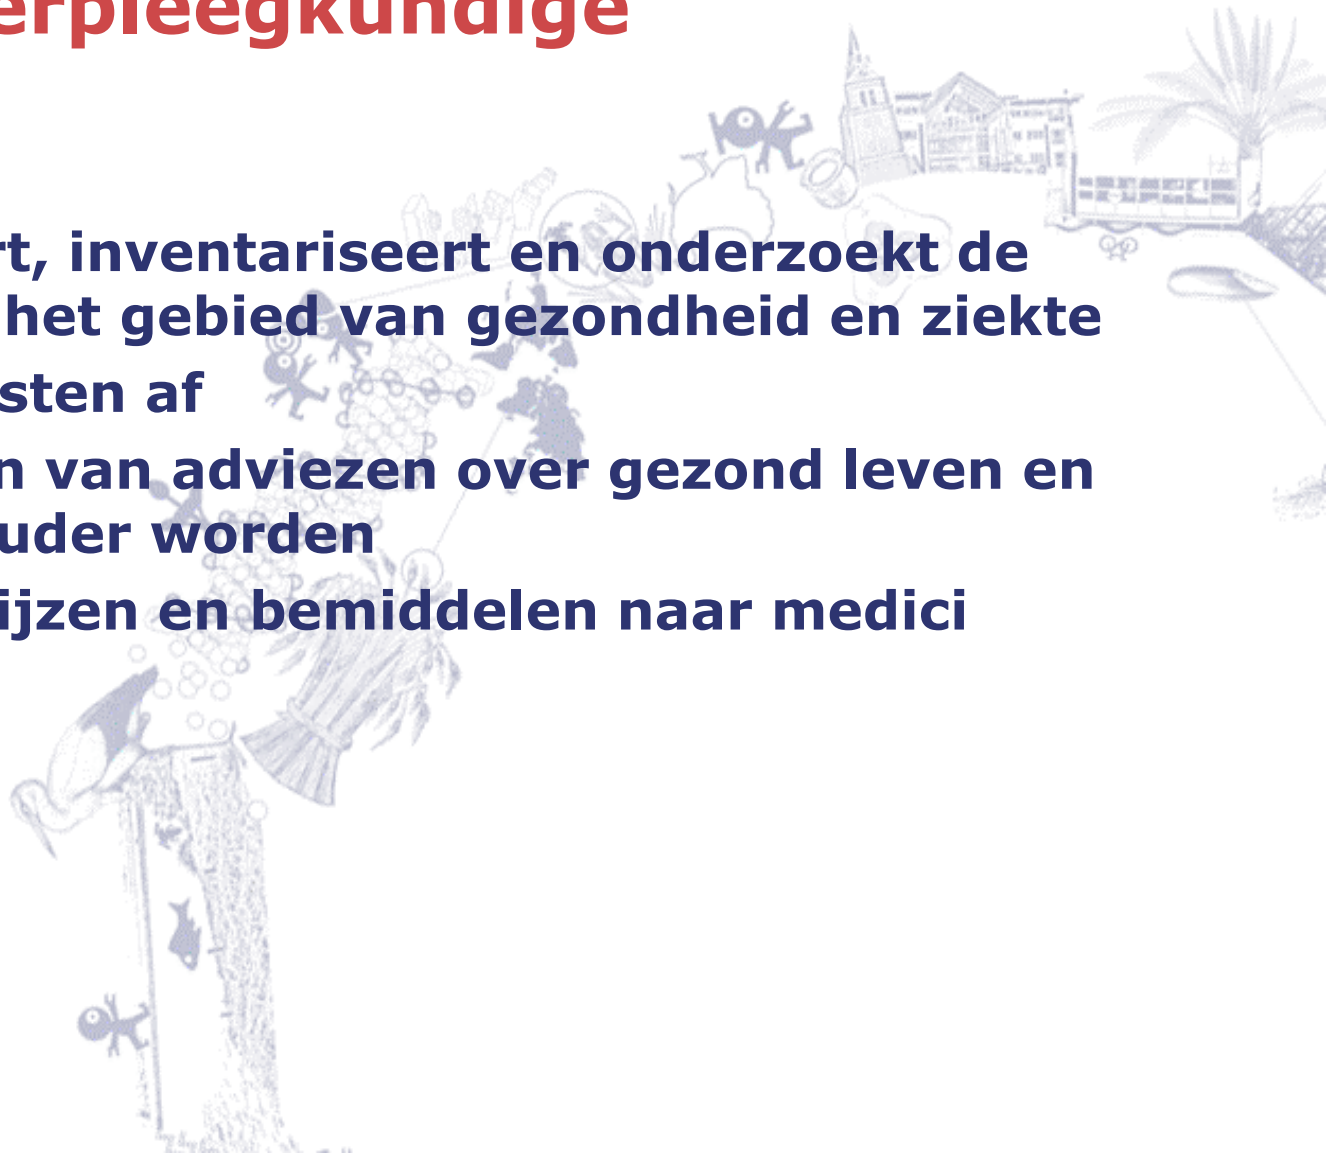 erpleegkundige
rt, inventariseert en onderzoekt de
het gebied van gezondheid en ziekte
sten af
n van adviezen over gezond leven en
uder worden
ijzen en bemiddelen naar medici